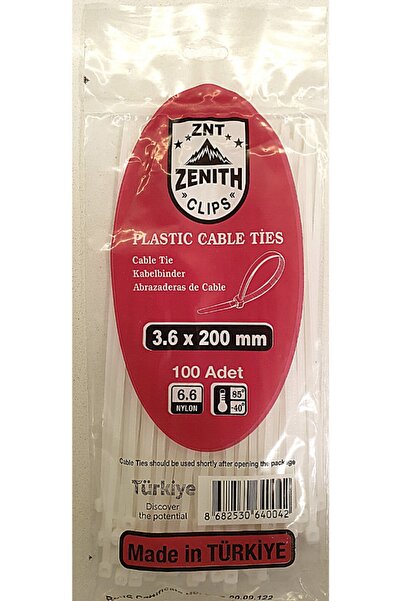 ZNT
ZENITH
CLIPS
PLASTIC CABLE TİES
Cable Tie
Kabelbinder
Abrazaderas de Cable
3.6 x 200 mm
100 Adet
6.6
NYLON
85°
-40°
Cable Ties should be used shortly after opening the package
Türkiye
Discover
the potential
8 682530 640042
Made in TÜRKİYE